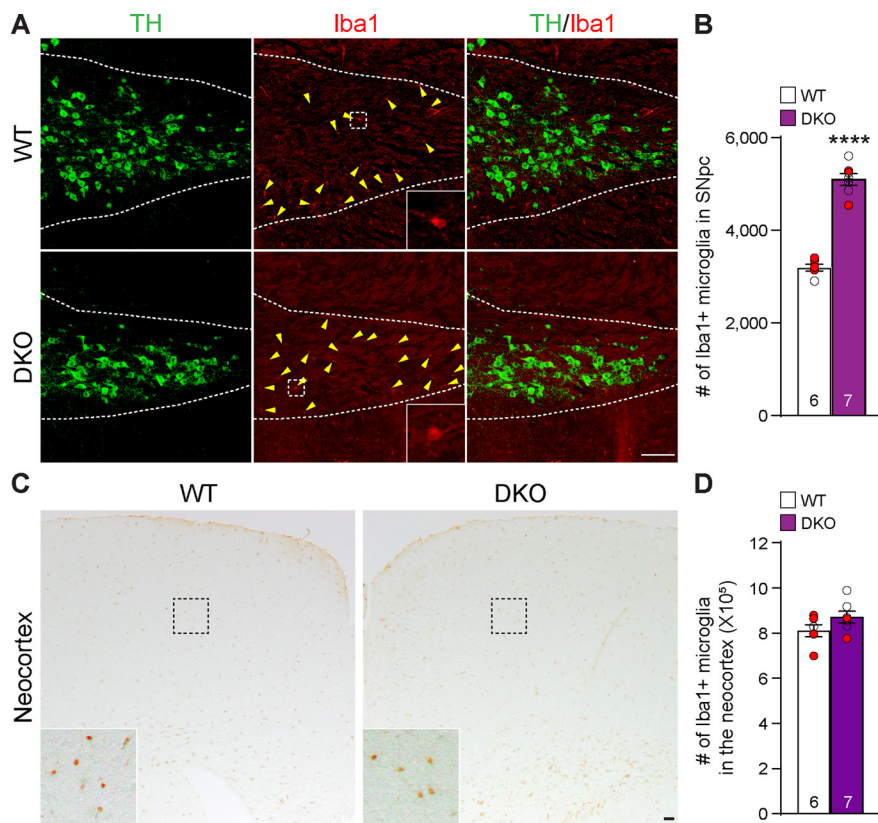 A
TH
Iba1
TH/Iba1
WT
DKO
B
WT
DKO
# of Iba1+ microglia in SNpc
6,000
4,000
2,000
0
****
6
7
C
WT
DKO
Neocortex
D
WT
DKO
# of Iba1+ microglia
in the neocortex (X10⁵)
12
10
8
6
4
2
0
6
7